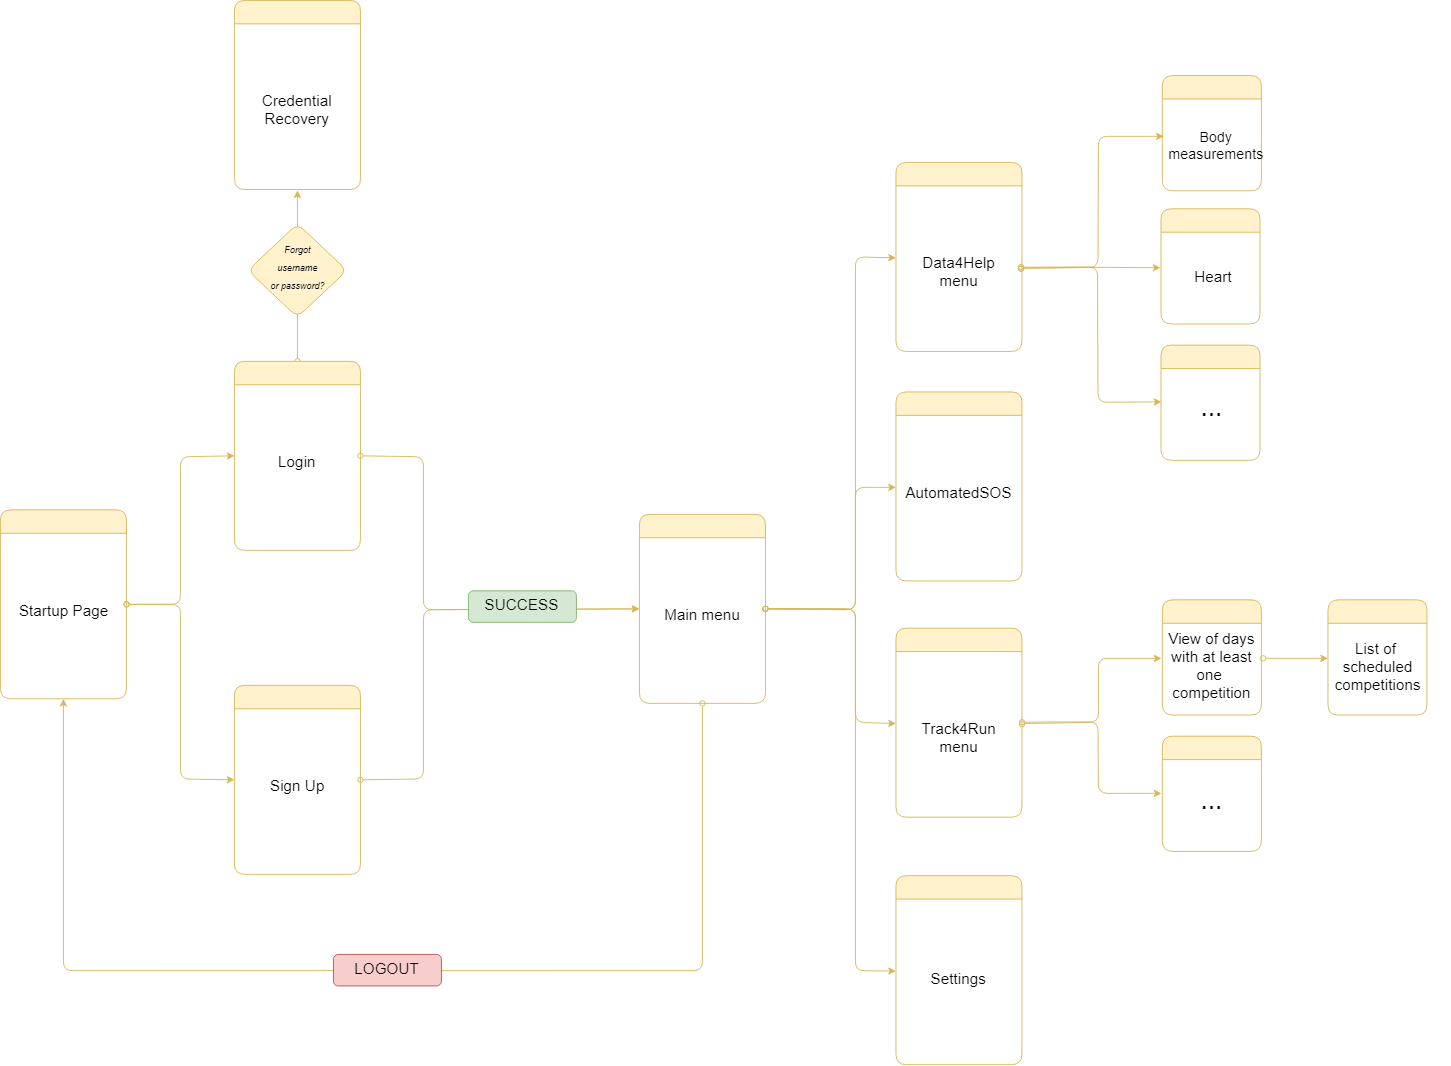 Credential
Recovery
Forgot
username
or password?
Login
Startup Page
Sign Up
SUCCESS
LOGOUT
Main menu
Data4Help
menu
AutomatedSOS
Track4Run
menu
Settings
Body
measurements
Heart
...
View of days
with at least
one
competition
...
List of
scheduled
competitions